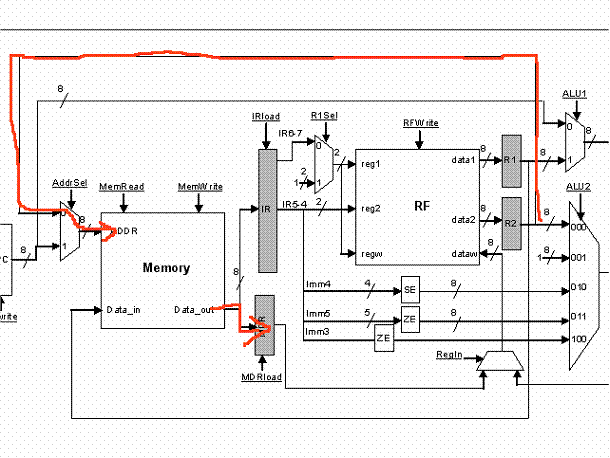 ALU1
8
IRload
R1Sel
RFWrite
IR6-7
0
2
0
8
8
8
1
2
1
reg1
data1
R1
AddrSel
MemRead
MemWrite
ALU2
IR
IR5-4
2
reg2
RF
data2
8
R2
8
000
0
8
DDR
1
8
C
Memory
8
regw
dataw
8
1
8
001
Imm4
4
SE
8
010
Data_in
Data_out
Imm5
5
ZE
8
011
Imm3
ZE
100
write
RegIn
MDRload